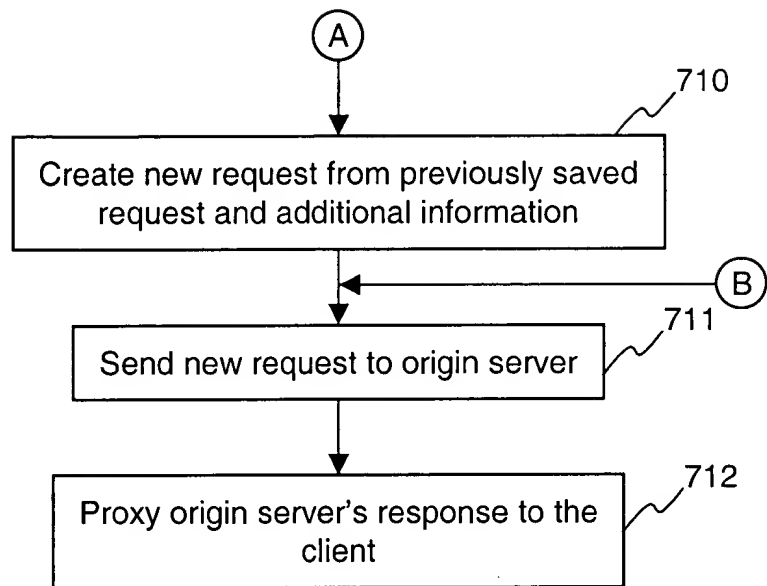 A
710
Create new request from previously saved
request and additional information
B
711
Send new request to origin server
712
Proxy origin server's response to the
client